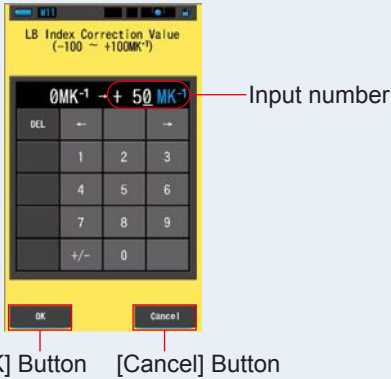 M11
LB Index Correction Value
(-100 ~ +100MK⁻¹)
0MK⁻¹ → + 50 MK⁻¹
Input number
DEL ← →
1 2 3
4 5 6
7 8 9
+/- 0
OK Cancel
] Button [Cancel] Button